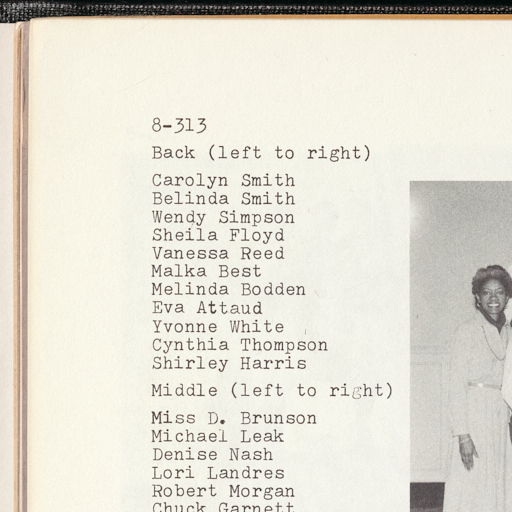 8-313
Back (left to right)
Carolyn Smith
Belinda Smith
Wendy Simpson
Sheila Floyd
Vanessa Reed
Malka Best
Melinda Bodden
Eva Attaud
Yvonne White
Cynthia Thompson
Shirley Harris
Middle (left to right)
Miss D. Brunson
Michael Leak
Denise Nash
Lori Landres
Robert Morgan
Chuck Garnett